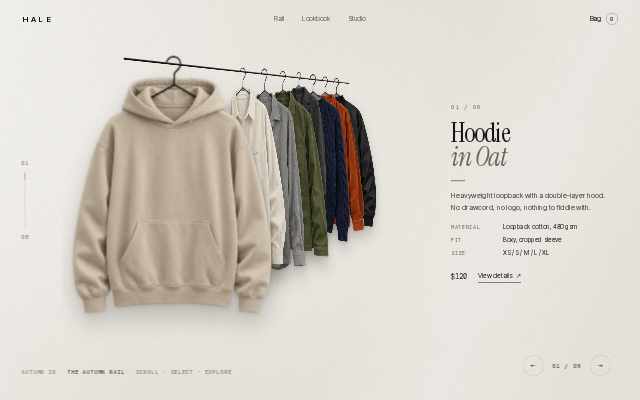 HALE
Rail Lookbook Studio
Bag 0
01 / 08
Hoodie
in Oat
Heavyweight loopback with a double-layer hood.
No drawcord, no logo, nothing to fiddle with.
MATERIAL Loopback cotton, 480 gsm
FIT Boxy, cropped sleeve
SIZE XS / S / M / L / XL
$120 View details ↗
01
08
AUTUMN 26 THE AUTUMN RAIL SCROLL · SELECT · EXPLORE
← 01 / 08 →